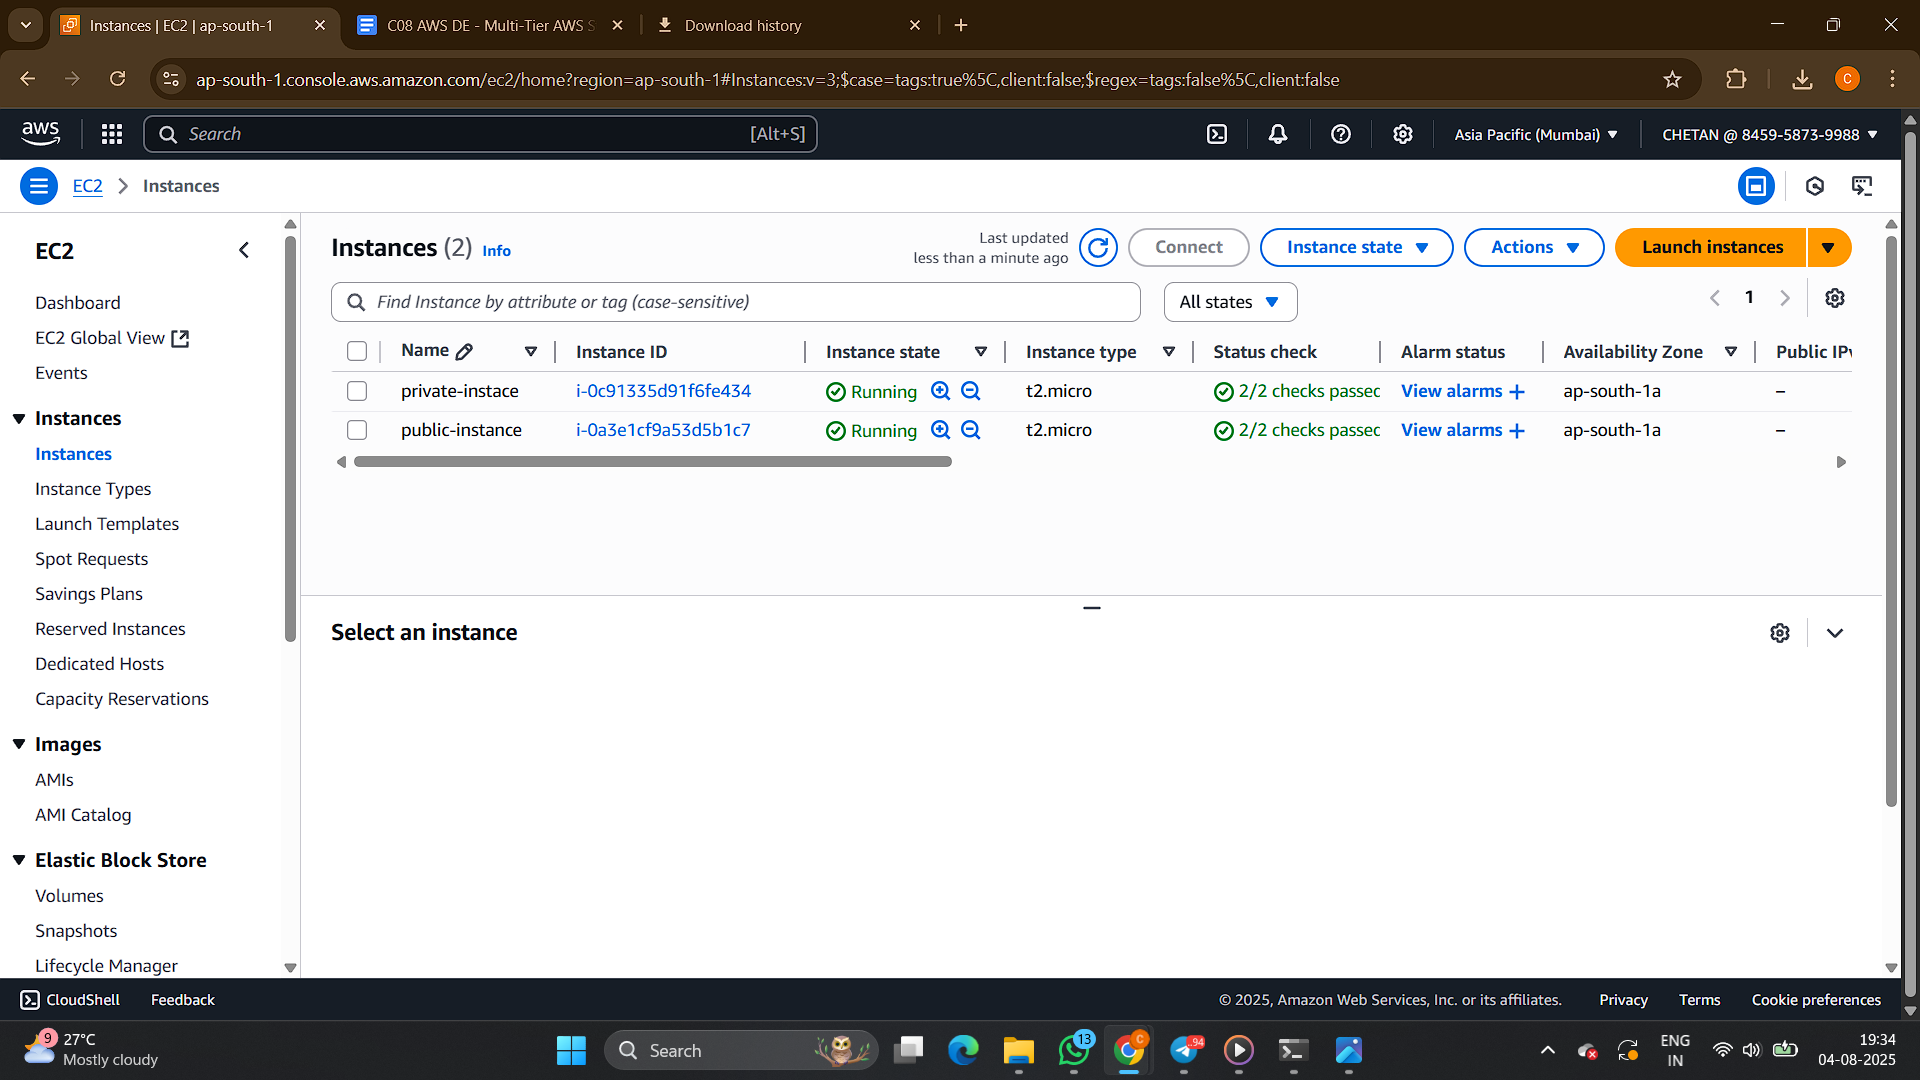 Instances | EC2 | ap-south-1
C08 AWS DE - Multi-Tier AWS S
Download history
ap-south-1.console.aws.amazon.com/ec2/home?region=ap-south-1#Instances:v=3;$case=tags:true%5C,client:false;$regex=tags:false%5C,client:false
C
aws
Search
[Alt+S]
Asia Pacific (Mumbai)
CHETAN @ 8459-5873-9988
EC2
Instances
EC2
Dashboard
EC2 Global View
Events
Instances
Instances
Instance Types
Launch Templates
Spot Requests
Savings Plans
Reserved Instances
Dedicated Hosts
Capacity Reservations
Images
AMIs
AMI Catalog
Elastic Block Store
Volumes
Snapshots
Lifecycle Manager
Instances (2) Info
Last updated
less than a minute ago
Connect
Instance state
Actions
Launch instances
Find Instance by attribute or tag (case-sensitive)
All states
1
Name Instance ID Instance state Instance type Status check Alarm status Availability Zone Public IPv
private-instace i-0c91335d91f6fe434 Running t2.micro 2/2 checks passed View alarms + ap-south-1a –
public-instance i-0a3e1cf9a53d5b1c7 Running t2.micro 2/2 checks passed View alarms + ap-south-1a –
Select an instance
CloudShell
Feedback
© 2025, Amazon Web Services, Inc. or its affiliates.
Privacy
Terms
Cookie preferences
9
27°C
Mostly cloudy
Search
13
C
94
ENG
IN
19:34
04-08-2025